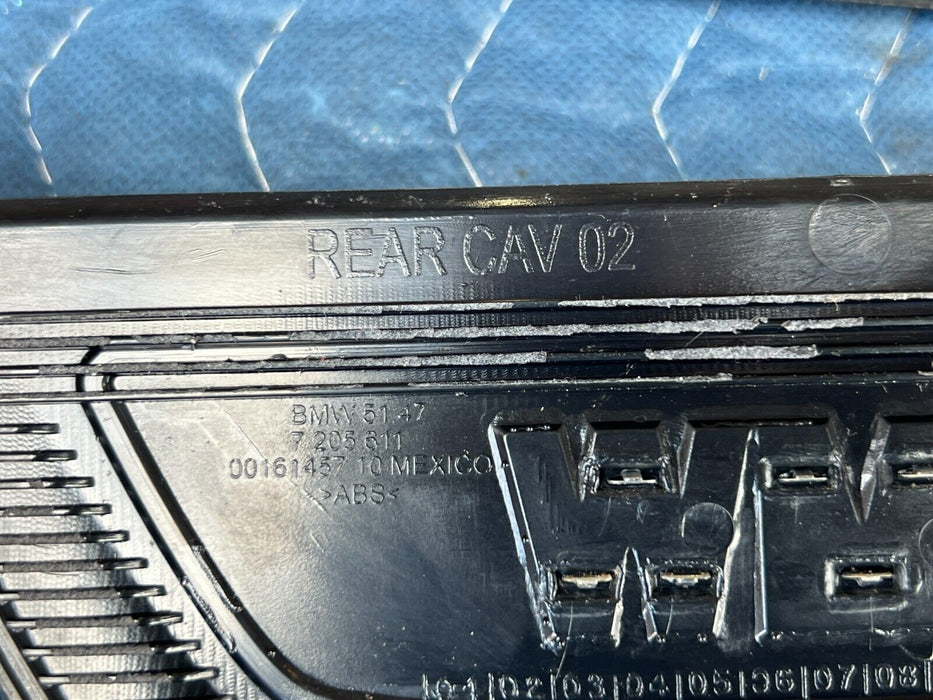 REAR CAV 02
BMW 51.47
7 205 611
00161457 10 MEXICO
>ABS<
01 02 03 04 05 06 07 08